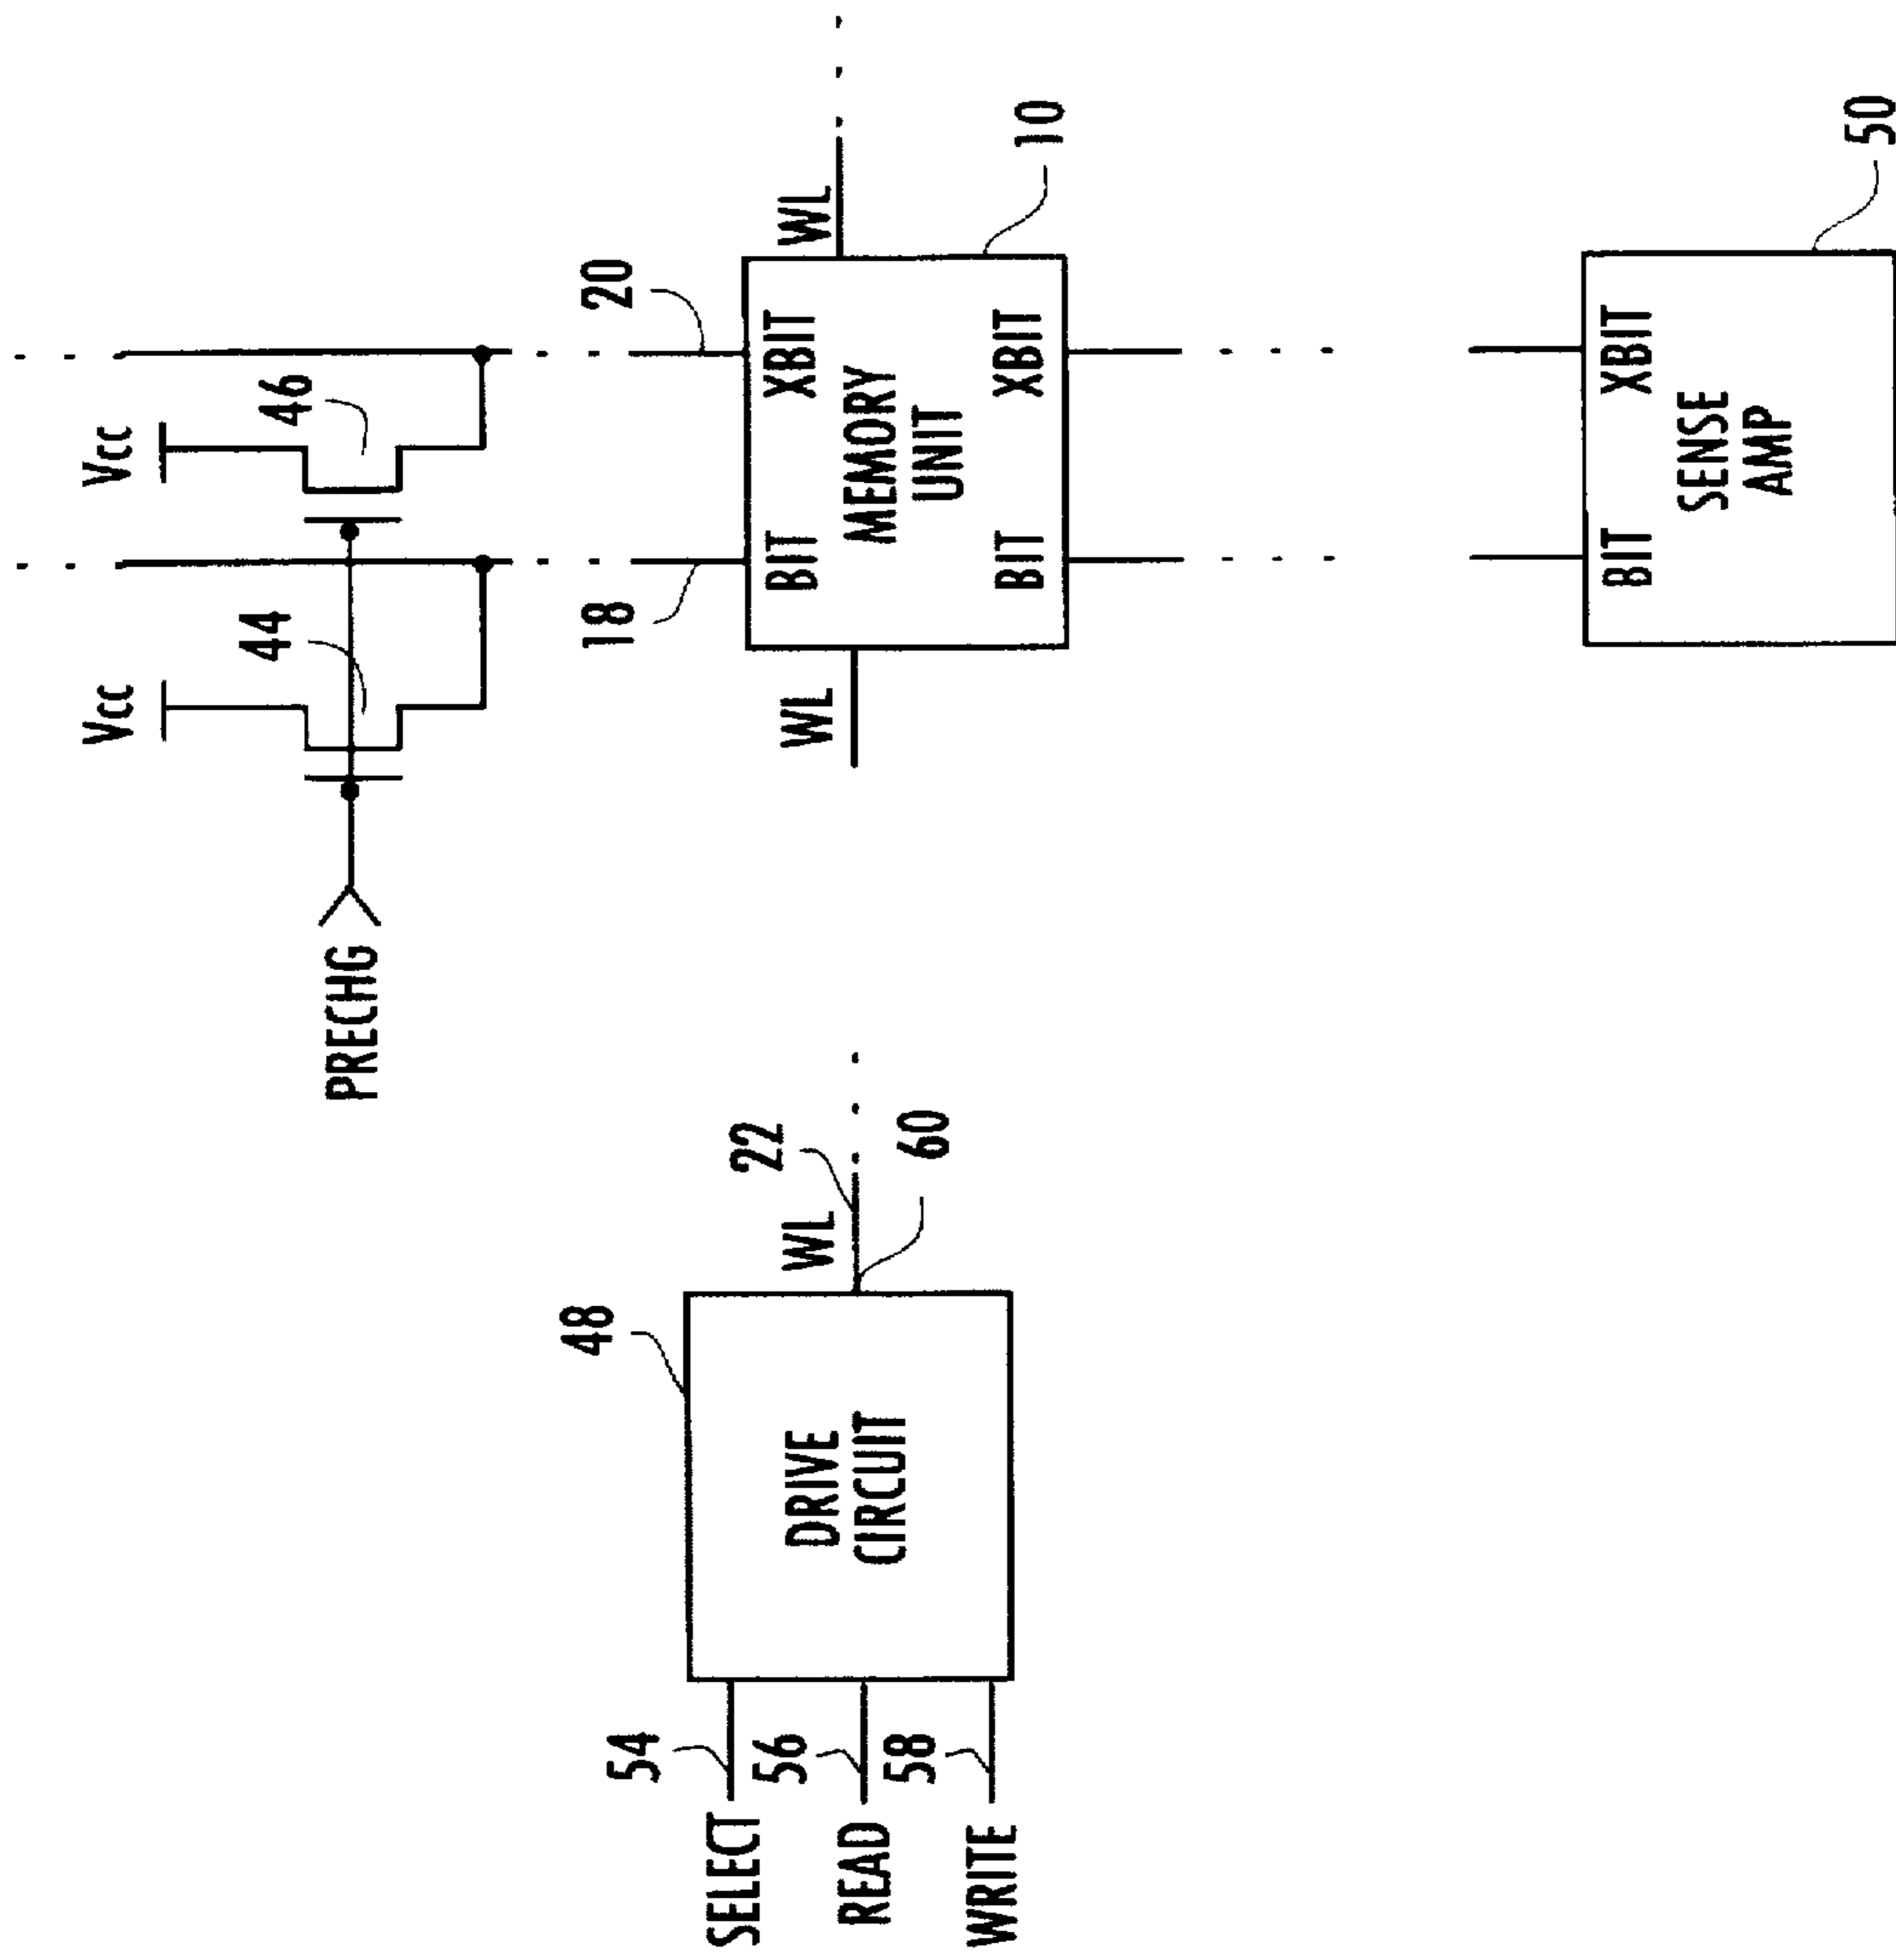 Vcc
Vcc
44
46
PRECHG
18
20
BIT
XBIT
WL
MEMORY
UNIT
WL
BIT
XBIT
10
48
SELECT
54
READ
56
WRITE
58
DRIVE
CIRCUIT
WL
22
60
BIT
XBIT
SENSE
AMP
50